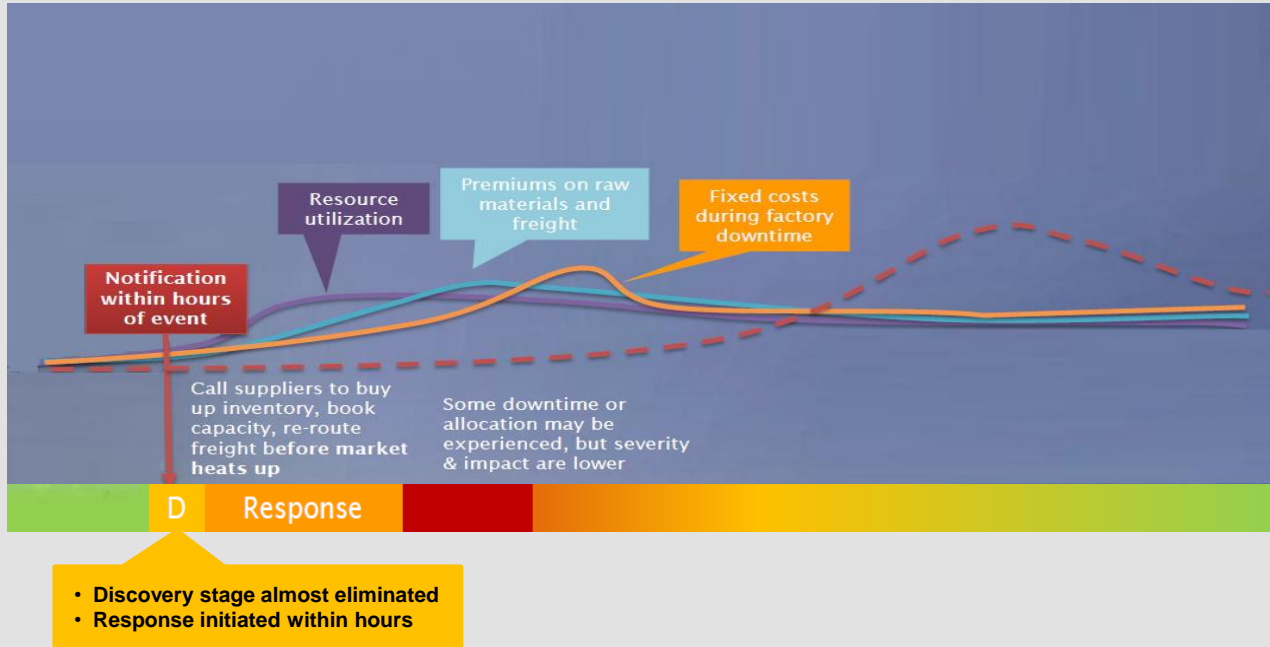 Resource
utilization
Premiums on raw
materials and
freight
Fixed costs
during factory
downtime
Notification
within hours
of event
Call suppliers to buy
up inventory, book
capacity, re-route
freight before market
heats up
Some downtime or
allocation may be
experienced, but severity
& impact are lower
D
Response
• Discovery stage almost eliminated
• Response initiated within hours